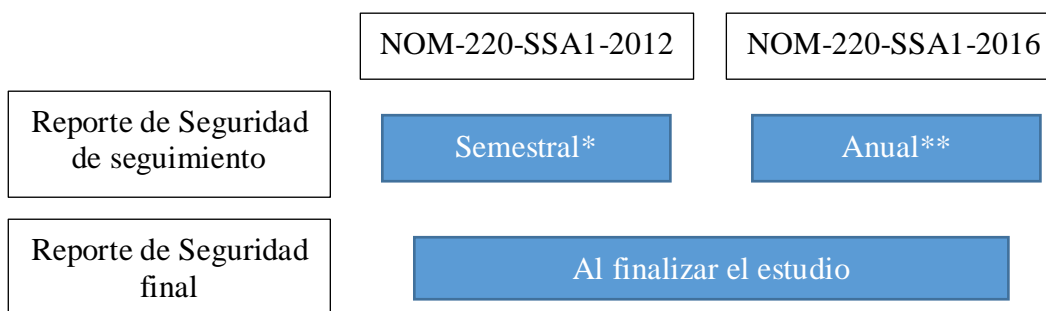 NOM-220-SSA1-2012 NOM-220-SSA1-2016
Reporte de Seguridad
de seguimiento
Semestral* Anual**
Reporte de Seguridad
final
Al finalizar el estudio